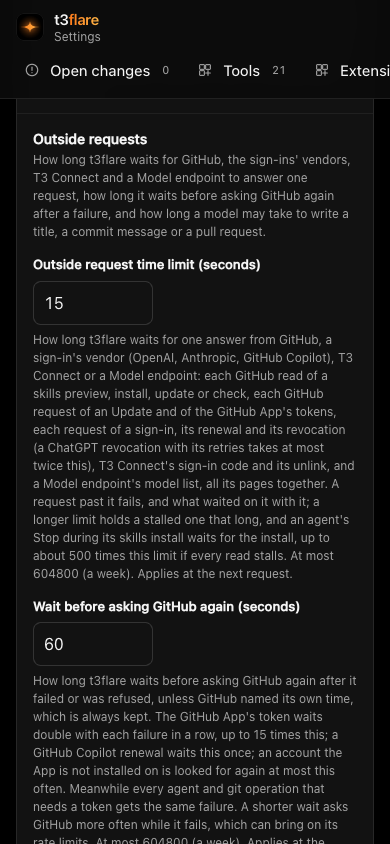 t3flare
Settings
Open changes 0 Tools 21 Extensi
Outside requests
How long t3flare waits for GitHub, the sign-ins' vendors,
T3 Connect and a Model endpoint to answer one
request, how long it waits before asking GitHub again
after a failure, and how long a model may take to write a
title, a commit message or a pull request.
Outside request time limit (seconds)
15
How long t3flare waits for one answer from GitHub, a
sign-in's vendor (OpenAI, Anthropic, GitHub Copilot), T3
Connect or a Model endpoint: each GitHub read of a
skills preview, install, update or check, each GitHub
request of an Update and of the GitHub App's tokens,
each request of a sign-in, its renewal and its revocation
(a ChatGPT revocation with its retries takes at most
twice this), T3 Connect's sign-in code and its unlink, and
a Model endpoint's model list, all its pages together. A
request past it fails, and what waited on it with it; a
longer limit holds a stalled one that long, and an agent's
Stop during its skills install waits for the install, up to
about 500 times this limit if every read stalls. At most
604800 (a week). Applies at the next request.
Wait before asking GitHub again (seconds)
60
How long t3flare waits before asking GitHub again after it
failed or was refused, unless GitHub named its own time,
which is always kept. The GitHub App's token waits
double with each failure in a row, up to 15 times this; a
GitHub Copilot renewal waits this once; an account the
App is not installed on is looked for again at most this
often. Meanwhile every agent and git operation that
needs a token gets the same failure. A shorter wait asks
GitHub more often while it fails, which can bring on its
rate limits. At most 604800 (a week). Applies at the